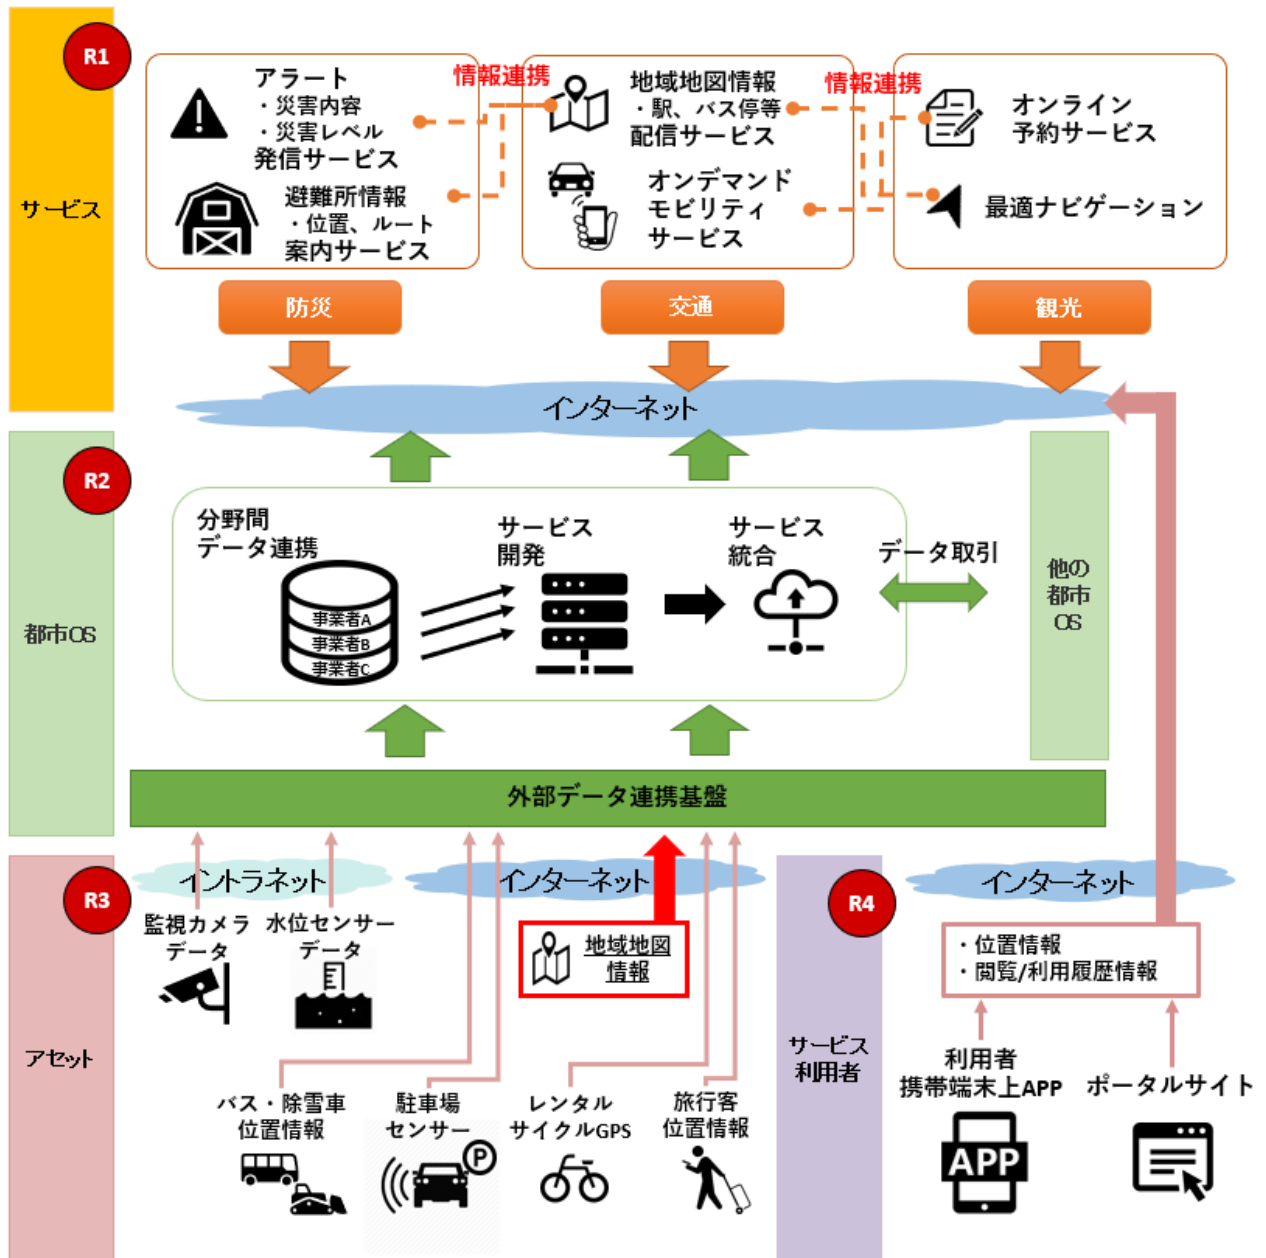 R1
サービス
アラート
・災害内容
・災害レベル
発信サービス
避難所情報
・位置、ルート
案内サービス
情報連携
地域地図情報
・駅、バス停等
配信サービス
オンデマンド
モビリティ
サービス
情報連携
オンライン
予約サービス
最適ナビゲーション
防災
交通
観光
インターネット
R2
都市OS
分野間
データ連携
事業者A
事業者B
事業者C
サービス
開発
サービス
統合
データ取引
他の
都市
OS
外部データ連携基盤
R3
アセット
イントラネット
インターネット
監視カメラ
データ
水位センサー
データ
地域地図
情報
バス・除雪車
位置情報
駐車場
センサー
P
レンタル
サイクルGPS
旅行客
位置情報
R4
サービス
利用者
インターネット
・位置情報
・閲覧/利用履歴情報
利用者
携帯端末上APP
APP
ポータルサイト